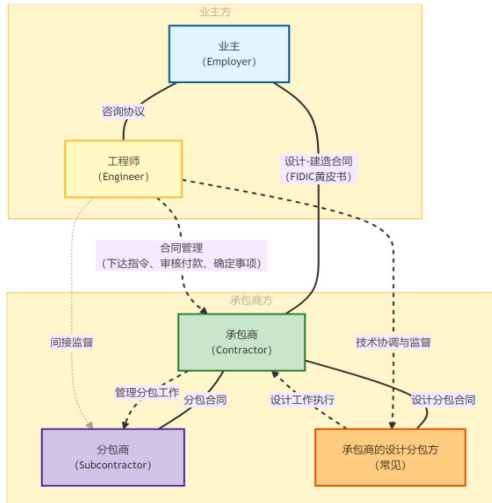 业主方
业主
（Employer）
咨询协议
工程师
（Engineer）
设计-建造合同
（FIDIC黄皮书）
合同管理
（下达指令、审核付款、确定事项）
承包商方
承包商
（Contractor）
间接监督
技术协调与监督
管理分包工作
分包合同
设计工作执行
设计分包合同
分包商
（Subcontractor）
承包商的设计分包方
（常见）